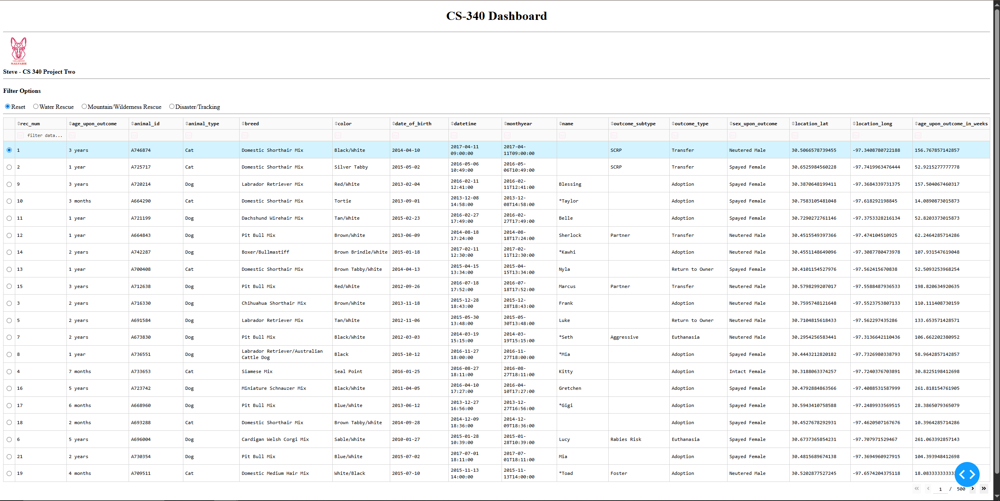 CS-340 Dashboard
GRAZIOSO
SALVARE
Steve - CS 340 Project Two
Filter Options
Reset Water Rescue Mountain/Wilderness Rescue Disaster/Tracking
rec_num age_upon_outcome animal_id animal_type breed color date_of_birth datetime monthyear name outcome_subtype outcome_type sex_upon_outcome location_lat location_long age_upon_outcome_in_weeks
filter data...
1 3 years A746874 Cat Domestic Shorthair Mix Black/White 2014-04-10 2017-04-11 09:00:00 2017-04-11T09:00:00 SCRP Transfer Neutered Male 30.5066578739455 -97.3408780722188 156.767857142857
2 1 year A725717 Cat Domestic Shorthair Mix Silver Tabby 2015-05-02 2016-05-06 10:49:00 2016-05-06T10:49:00 SCRP Transfer Spayed Female 30.6525984560228 -97.7419963476444 52.9215277777778
9 3 years A720214 Dog Labrador Retriever Mix Red/White 2013-02-04 2016-02-11 12:41:00 2016-02-11T12:41:00 Blessing Adoption Spayed Female 30.3870648199411 -97.3684339731375 157.504067460317
10 3 months A664290 Cat Domestic Shorthair Mix Tortie 2013-09-01 2013-12-08 14:58:00 2013-12-08T14:58:00 *Taylor Adoption Spayed Female 30.7583105481048 -97.618292198845 14.0890873015873
11 1 year A721199 Dog Dachshund Wirehair Mix Tan/White 2015-02-23 2016-02-27 17:49:00 2016-02-27T17:49:00 Belle Adoption Spayed Female 30.7290272761146 -97.3753328216134 52.8203373015873
12 1 year A664843 Dog Pit Bull Mix Brown/White 2013-06-09 2014-08-18 17:24:00 2014-08-18T17:24:00 Sherlock Partner Transfer Neutered Male 30.4515549397366 -97.474104510925 62.2464285714286
14 2 years A742287 Dog Boxer/Bullmastiff Brown Brindle/White 2015-01-18 2017-02-11 12:30:00 2017-02-11T12:30:00 *Kawhi Adoption Neutered Male 30.4551148649096 -97.3087780473978 107.931547619048
13 1 year A700408 Cat Domestic Shorthair Mix Brown Tabby/White 2014-04-13 2015-04-15 13:34:00 2015-04-15T13:34:00 Nyla Return to Owner Spayed Female 30.4101154527976 -97.562415670838 52.5093253968254
15 3 years A712638 Dog Pit Bull Mix Red/White 2012-09-26 2016-07-18 17:52:00 2016-07-18T17:52:00 Marcus Partner Transfer Neutered Male 30.5798299207017 -97.5588487936533 198.820634920635
3 2 years A716330 Dog Chihuahua Shorthair Mix Brown/White 2013-11-18 2015-12-28 18:43:00 2015-12-28T18:43:00 Frank Adoption Neutered Male 30.7595748121648 -97.5523753807133 110.111408730159
5 2 years A691584 Dog Labrador Retriever Mix Tan/White 2012-11-06 2015-05-30 13:48:00 2015-05-30T13:48:00 Luke Return to Owner Neutered Male 30.7104815618433 -97.562297435286 133.653571428571
7 2 years A673830 Dog Pit Bull Mix Black/White 2012-03-03 2014-03-19 15:15:00 2014-03-19T15:15:00 *Seth Aggressive Euthanasia Neutered Male 30.2954256583441 -97.3136642110436 106.662202380952
8 1 year A736551 Dog Labrador Retriever/Australian Cattle Dog Black 2015-10-12 2016-11-27 18:00:00 2016-11-27T18:00:00 *Mia Adoption Spayed Female 30.4443212820182 -97.7326980338793 58.9642857142857
4 7 months A733653 Cat Siamese Mix Seal Point 2016-01-25 2016-08-27 18:11:00 2016-08-27T18:11:00 Kitty Adoption Intact Female 30.3188063374257 -97.7240376703891 30.8225198412698
16 5 years A723742 Dog Miniature Schnauzer Mix Black/White 2011-04-05 2016-04-10 17:27:00 2016-04-10T17:27:00 Gretchen Adoption Spayed Female 30.4792884863566 -97.4088531587999 261.818154761905
17 6 months A668960 Dog Pit Bull Mix Blue/White 2013-06-12 2013-12-27 16:56:00 2013-12-27T16:56:00 *Gigi Adoption Spayed Female 30.5943410758588 -97.2489933569515 28.3865079365079
18 2 months A693288 Cat Domestic Shorthair Mix Brown Tabby/White 2014-09-28 2014-12-09 18:36:00 2014-12-09T18:36:00 Adoption Spayed Female 30.4527678292931 -97.4620507167676 10.3964285714286
6 5 years A696004 Dog Cardigan Welsh Corgi Mix Sable/White 2010-01-27 2015-01-28 10:39:00 2015-01-28T10:39:00 Lucy Rabies Risk Euthanasia Spayed Female 30.6737365854231 -97.707971529467 261.063392857143
21 2 years A730354 Dog Pit Bull Mix Blue/White 2015-07-02 2017-07-01 18:11:00 2017-07-01T18:11:00 Mia Adoption Spayed Female 30.4815689674138 -97.3694960927915 104.393948412698
19 4 months A709511 Cat Domestic Medium Hair Mix White/Black 2015-07-10 2015-11-13 14:00:00 2015-11-13T14:00:00 *Toad Foster Adoption Neutered Male 30.5202877527245 -97.6574204375118
1 / 500